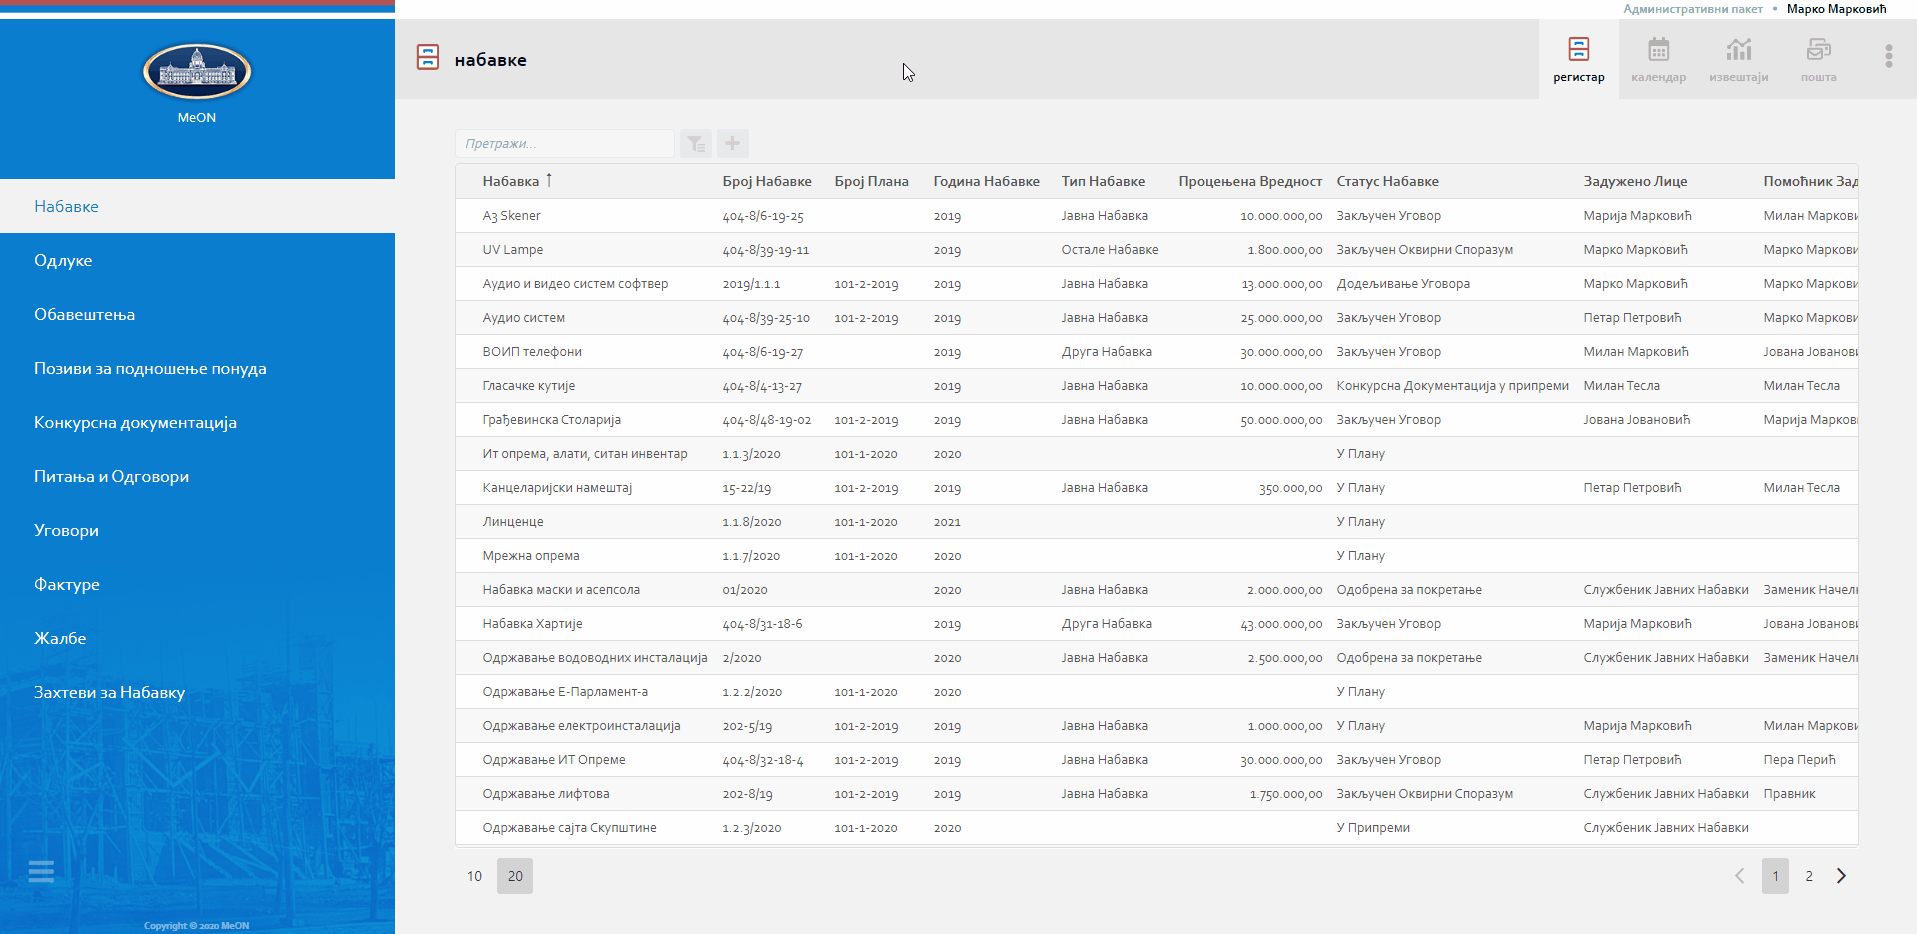 Административни пакет • Марко Марковић
MeON
набавке
регистар
календар
извештаји
пошта
Набавке
Одлуке
Обавештења
Позиви за подношење понуда
Конкурсна документација
Питања и Одговори
Уговори
Фактуре
Жалбе
Захтеви за Набавку
Copyright © 2020 MeON
Претражи...
Набавка ↑ Број Набавке Број Плана Година Набавке Тип Набавке Процењена Вредност Статус Набавке Задужено Лице Помоћник Зад
A3 Skener 404-8/6-19-25 2019 Јавна Набавка 10.000.000,00 Закључен Уговор Марија Марковић Милан Маркови
UV Lampe 404-8/39-19-11 2019 Остале Набавке 1.800.000,00 Закључен Оквирни Споразум Марко Марковић Марко Маркови
Аудио и видео систем софтвер 2019/1.1.1 101-2-2019 2019 Јавна Набавка 13.000.000,00 Додељивање Уговора Марко Марковић Марко Маркови
Аудио систем 404-8/39-25-10 101-2-2019 2019 Јавна Набавка 25.000.000,00 Закључен Уговор Петар Петровић Марко Маркови
ВОИП телефони 404-8/6-19-27 2019 Друга Набавка 30.000.000,00 Закључен Уговор Милан Марковић Јована Јованови
Гласачке кутије 404-8/4-13-27 2019 Јавна Набавка 10.000.000,00 Конкурсна Документација у припреми Милан Тесла Милан Тесла
Грађевинска Столарија 404-8/48-19-02 101-2-2019 2019 Јавна Набавка 50.000.000,00 Закључен Уговор Јована Јовановић Марија Маркови
Ит опрема, алати, ситан инвентар 1.1.3/2020 101-1-2020 2020 У Плану
Канцеларијски намештај 15-22/19 101-2-2019 2019 Јавна Набавка 350.000,00 У Плану Петар Петровић Милан Тесла
Линценце 1.1.8/2020 101-1-2020 2021 У Плану
Мрежна опрема 1.1.7/2020 101-1-2020 2020 У Плану
Набавка маски и асепсола 01/2020 2020 Јавна Набавка 2.000.000,00 Одобрена за покретање Службеник Јавних Набавки Заменик Начелн
Набавка Хартије 404-8/31-18-6 2019 Друга Набавка 43.000.000,00 Закључен Уговор Марија Марковић Јована Јованови
Одржавање водоводних инсталација 2/2020 2020 Јавна Набавка 2.500.000,00 Одобрена за покретање Службеник Јавних Набавки Заменик Начелн
Одржавање Е-Парламент-а 1.2.2/2020 101-1-2020 2020 У Плану
Одржавање електроинсталација 202-5/19 101-2-2019 2019 Јавна Набавка 1.000.000,00 У Плану Марија Марковић Милан Маркови
Одржавање ИТ Опреме 404-8/32-18-4 101-2-2019 2019 Јавна Набавка 30.000.000,00 Закључен Уговор Петар Петровић Пера Перић
Одржавање лифтова 202-8/19 101-2-2019 2019 Јавна Набавка 1.750.000,00 Закључен Оквирни Споразум Службеник Јавних Набавки Правник
Одржавање сајта Скупштине 1.2.3/2020 101-1-2020 2020 У Припреми Службеник Јавних Набавки
10 20 1 2